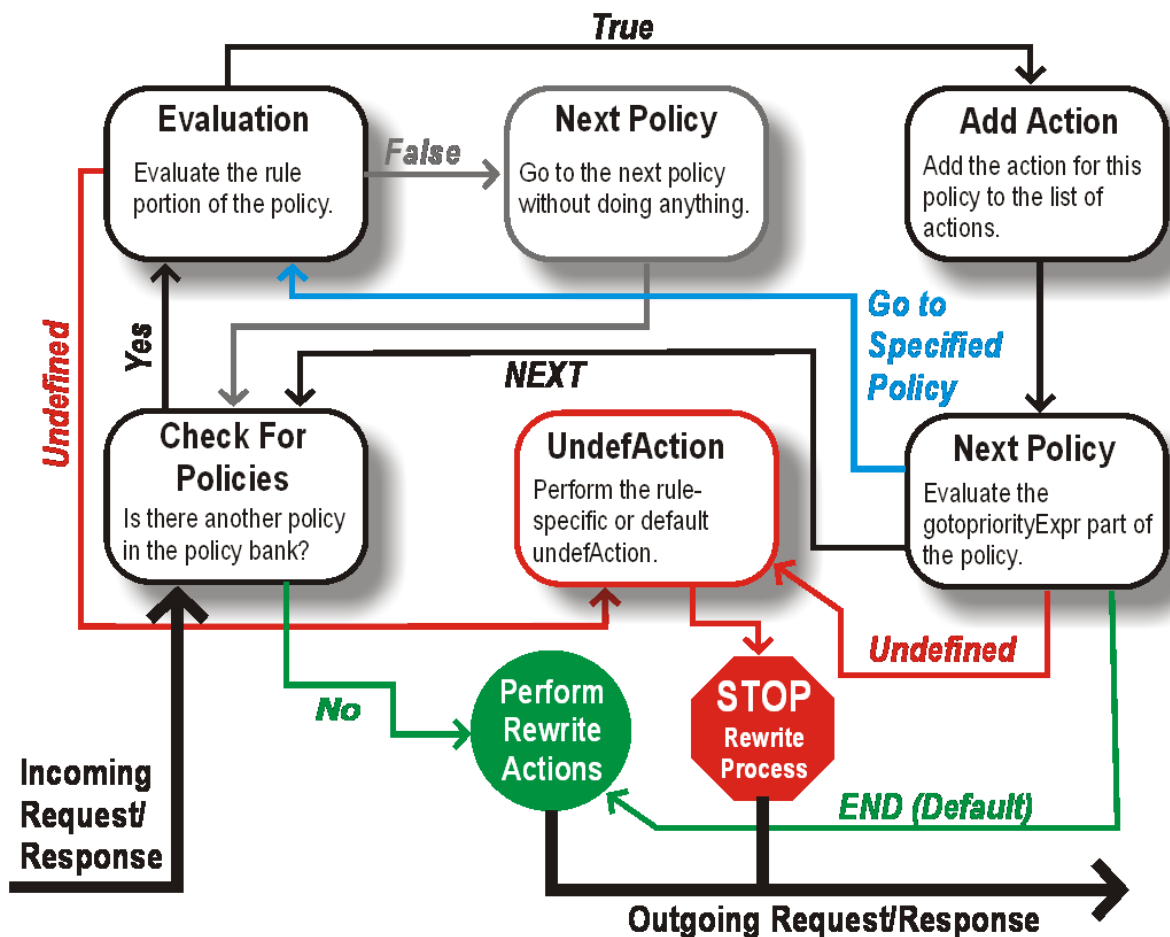 True
Evaluation
Evaluate the rule
portion of the policy.
False
Next Policy
Go to the next policy
without doing anything.
Add Action
Add the action for this
policy to the list of
actions.
Undefined
Yes
NEXT
Go to
Specified
Policy
Check For
Policies
Is there another policy
in the policy bank?
UndefAction
Perform the rule-
specific or default
undefAction.
Next Policy
Evaluate the
gotopriorityExpr part of
the policy.
Undefined
No
Perform
Rewrite
Actions
STOP
Rewrite
Process
END (Default)
Incoming
Request/
Response
Outgoing Request/Response